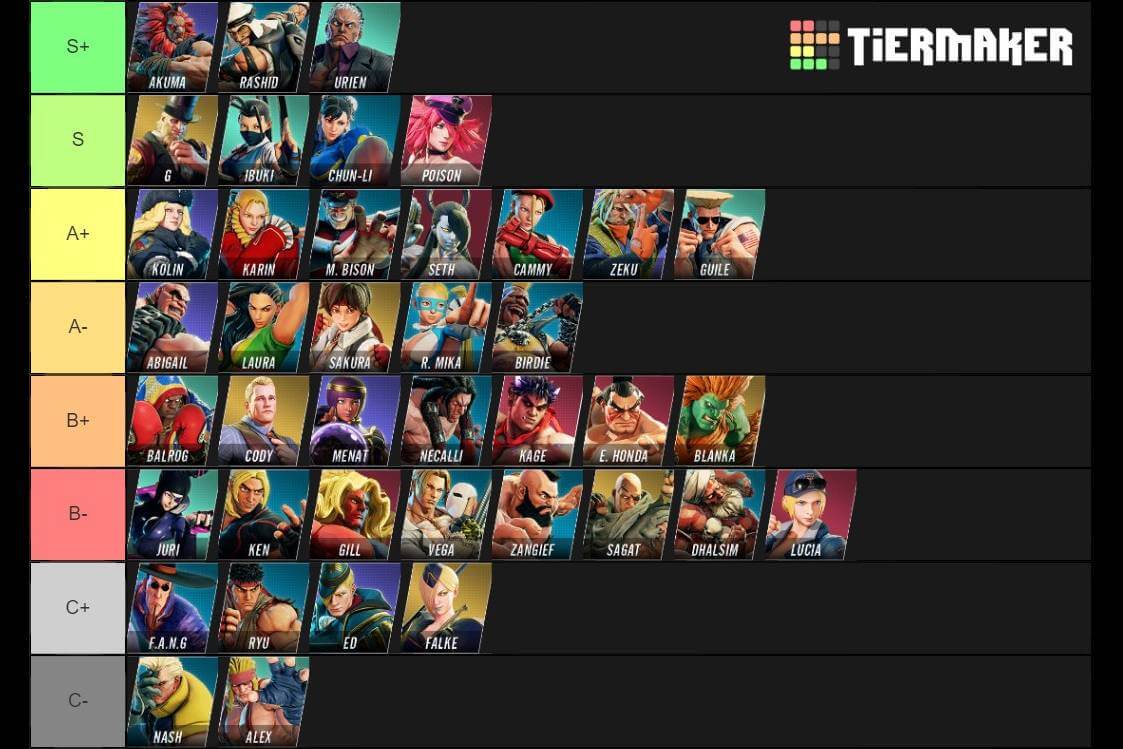 S+
AKUMA
RASHID
URIEN
TiERMAKER
S
G
IBUKI
CHUN-LI
POISON
A+
KOLIN
KARIN
M. BISON
SETH
CAMMY
ZEKU
GUILE
A-
ABIGAIL
LAURA
SAKURA
R. MIKA
BIRDIE
B+
BALROG
CODY
MENAT
NECALLI
KAGE
E. HONDA
BLANKA
B-
JURI
KEN
GILL
VEGA
ZANGIEF
SAGAT
DHALSIM
LUCIA
C+
F.A.N.G
RYU
ED
FALKE
C-
NASH
ALEX